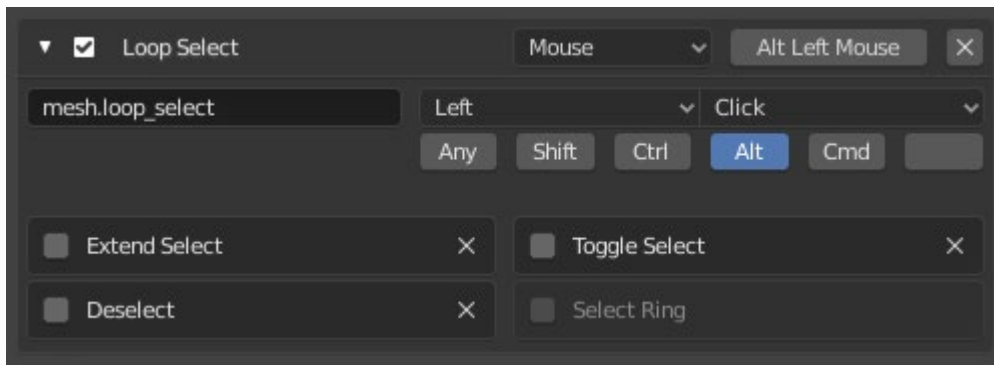 Loop Select Mouse Alt Left Mouse
mesh.loop_select Left Click
Any Shift Ctrl Alt Cmd
Extend Select Toggle Select
Deselect Select Ring